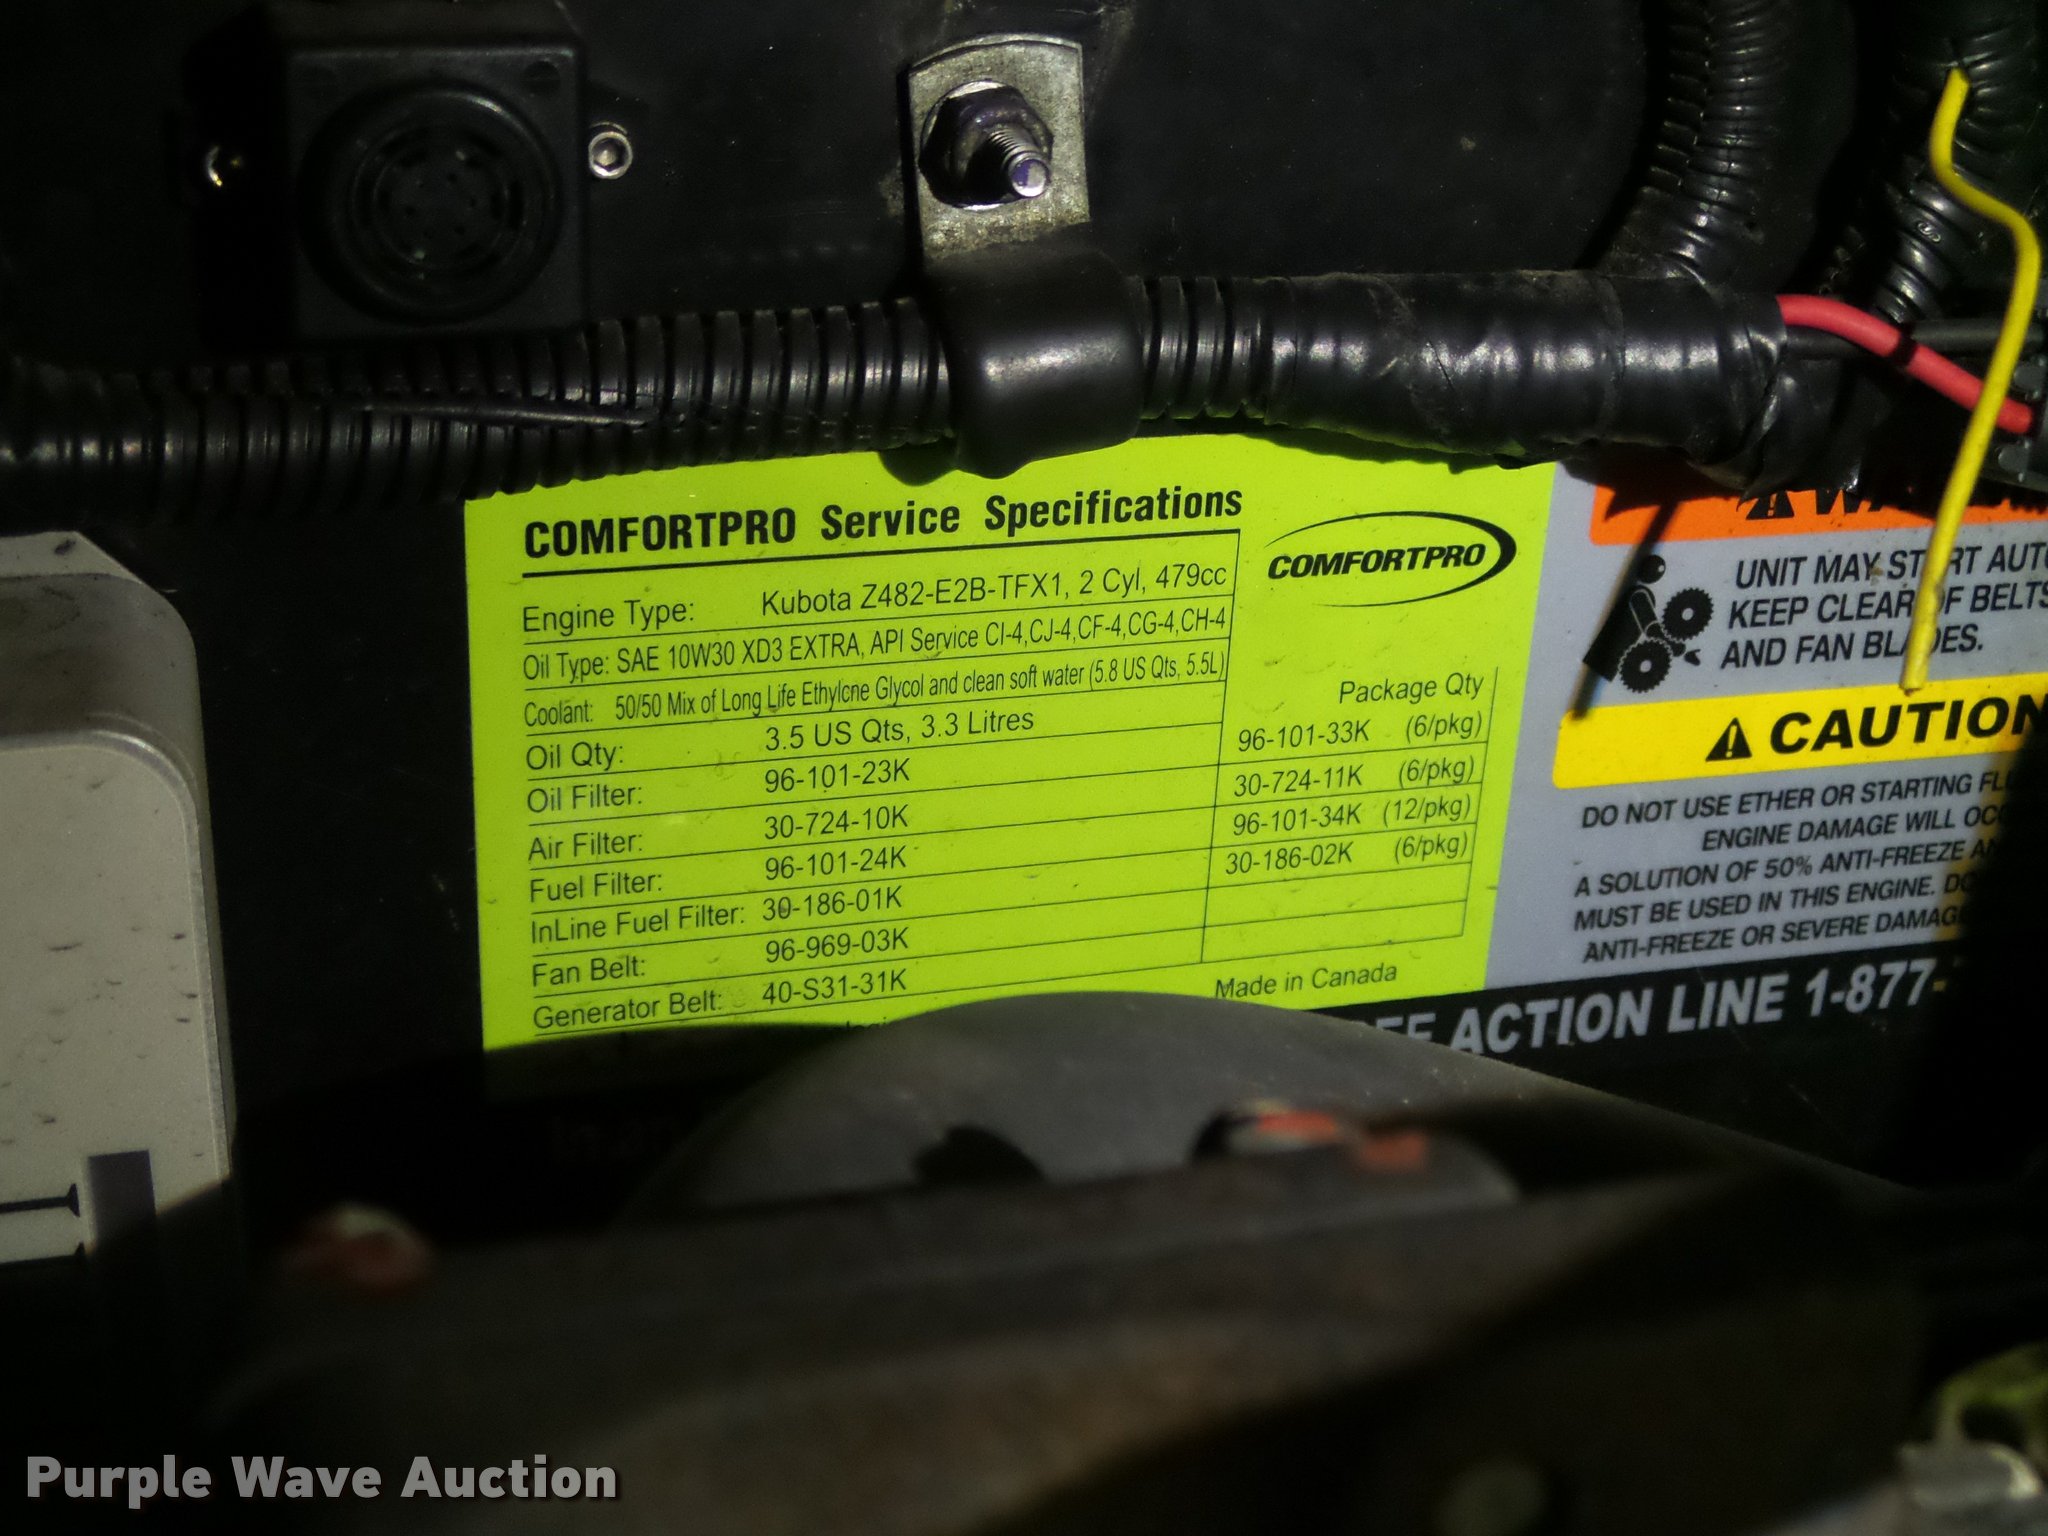 COMFORTPRO Service Specifications
COMFORTPRO
Engine Type: Kubota Z482-E2B-TFX1, 2 Cyl, 479cc
Oil Type: SAE 10W30 XD3 EXTRA, API Service CI-4,CJ-4,CF-4,CG-4,CH-4
Coolant: 50/50 Mix of Long Life Ethylcne Glycol and clean soft water (5.8 US Qts, 5.5L)
Package Qty
Oil Qty: 3.5 US Qts, 3.3 Litres
Oil Filter: 96-101-23K 96-101-33K (6/pkg)
Air Filter: 30-724-10K 30-724-11K (6/pkg)
Fuel Filter: 96-101-24K 96-101-34K (12/pkg)
InLine Fuel Filter: 30-186-01K 30-186-02K (6/pkg)
Fan Belt: 96-969-03K
Generator Belt: 40-S31-31K
Made in Canada
UNIT MAY START
KEEP CLEAR OF BELTS
AND FAN BLADES.
CAUTION
DO NOT USE ETHER OR STARTING
ENGINE DAMAGE WILL
A SOLUTION OF 50% ANTI-FREEZE
MUST BE USED IN THIS ENGINE.
ANTI-FREEZE OR SEVERE
ACTION LINE 1-877-
Purple Wave Auction